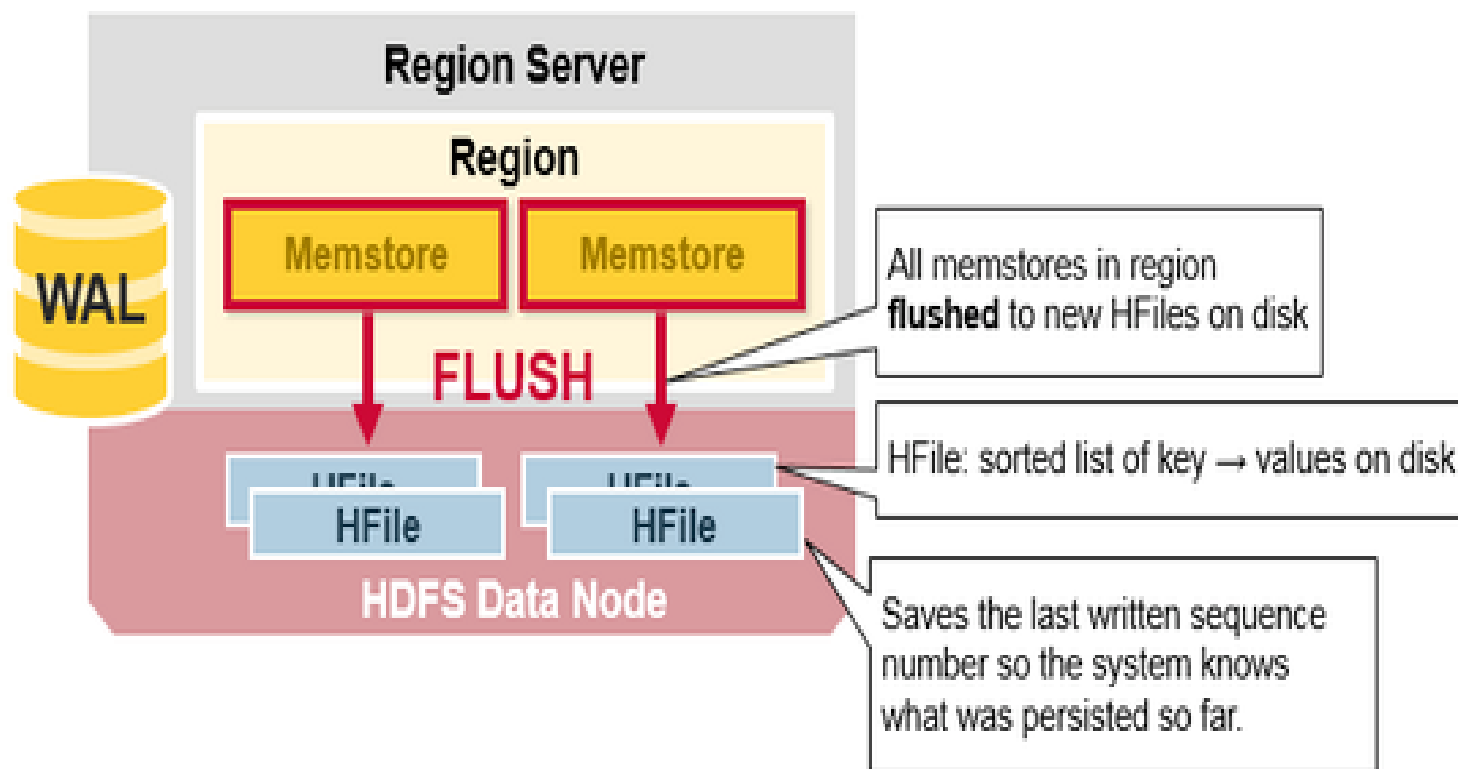 Region Server
Region
Memstore
Memstore
WAL
FLUSH
All memstores in region
flushed to new HFiles on disk
HFile
HFile
HFile: sorted list of key → values on disk
HFile
HFile
HDFS Data Node
Saves the last written sequence
number so the system knows
what was persisted so far.